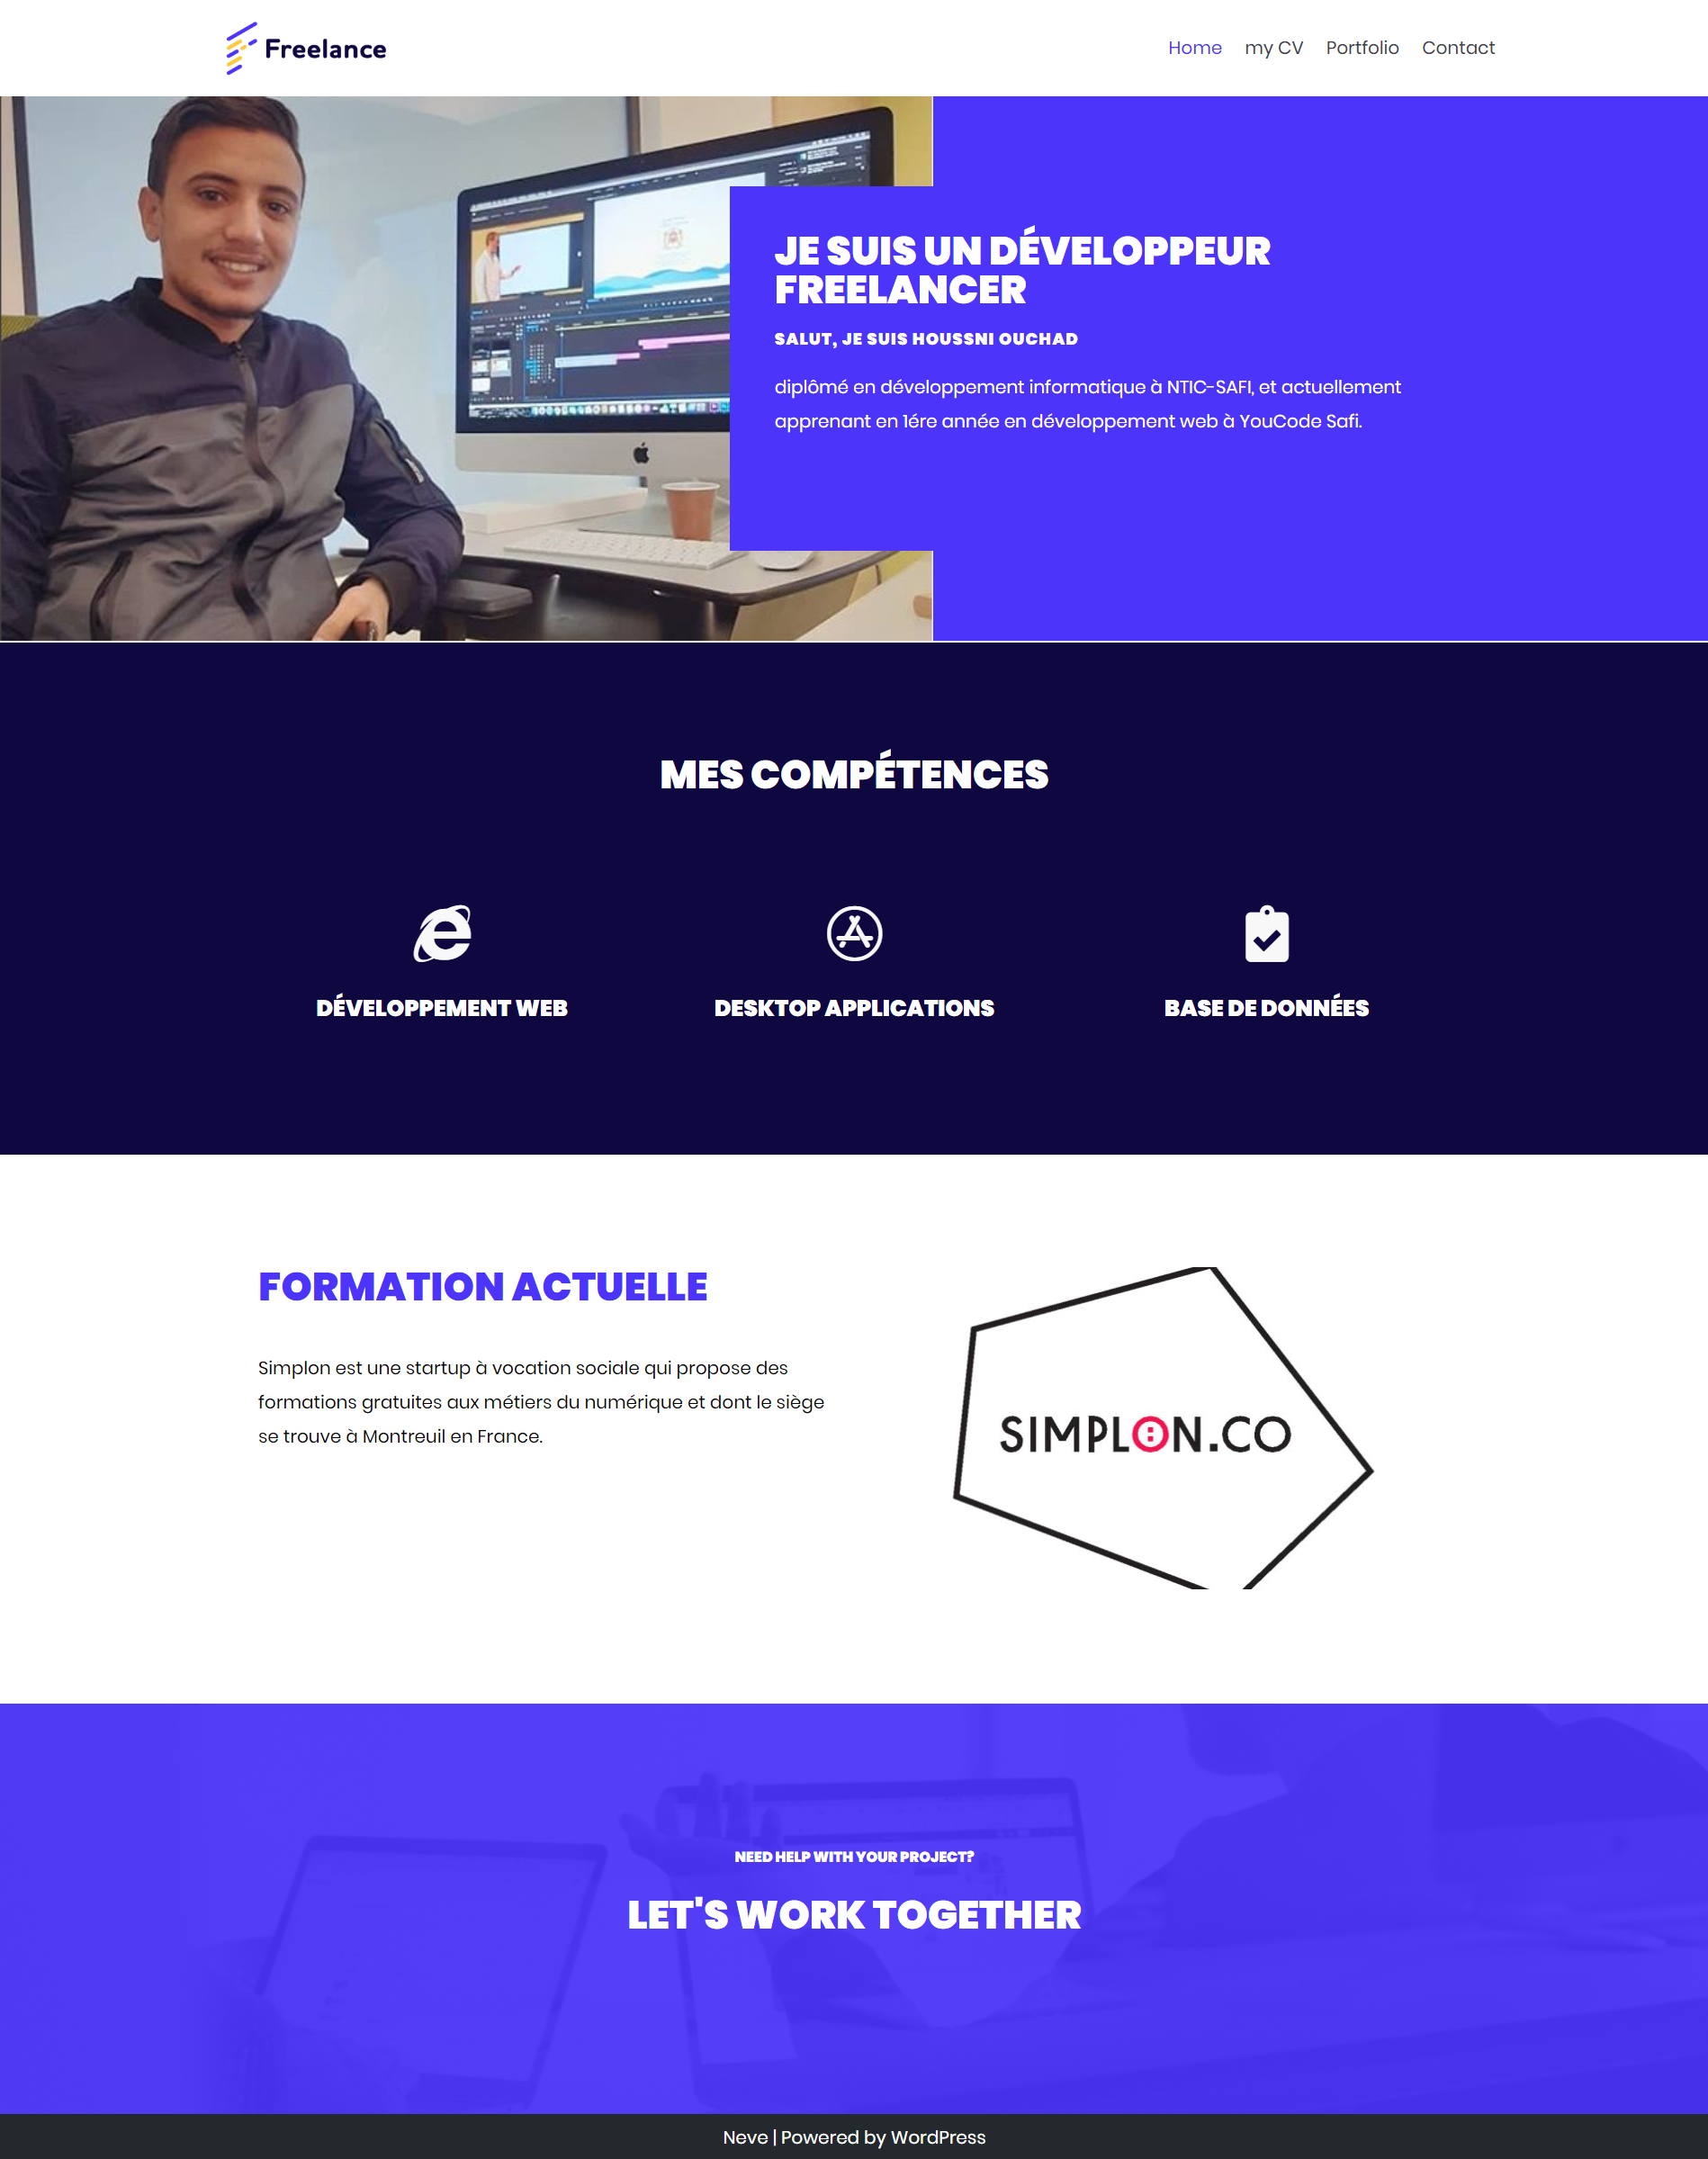 Freelance
Home my CV Portfolio Contact
JE SUIS UN DÉVELOPPEUR
FREELANCER
SALUT, JE SUIS HOUSSNI OUCHAD
diplômé en développement informatique à NTIC-SAFI, et actuellement
apprenant en 1ére année en développement web à YouCode Safi.
MES COMPÉTENCES
DÉVELOPPEMENT WEB
DESKTOP APPLICATIONS
BASE DE DONNÉES
FORMATION ACTUELLE
Simplon est une startup à vocation sociale qui propose des
formations gratuites aux métiers du numérique et dont le siège
se trouve à Montreuil en France.
SIMPLON.CO
NEED HELP WITH YOUR PROJECT?
LET'S WORK TOGETHER
Neve | Powered by WordPress